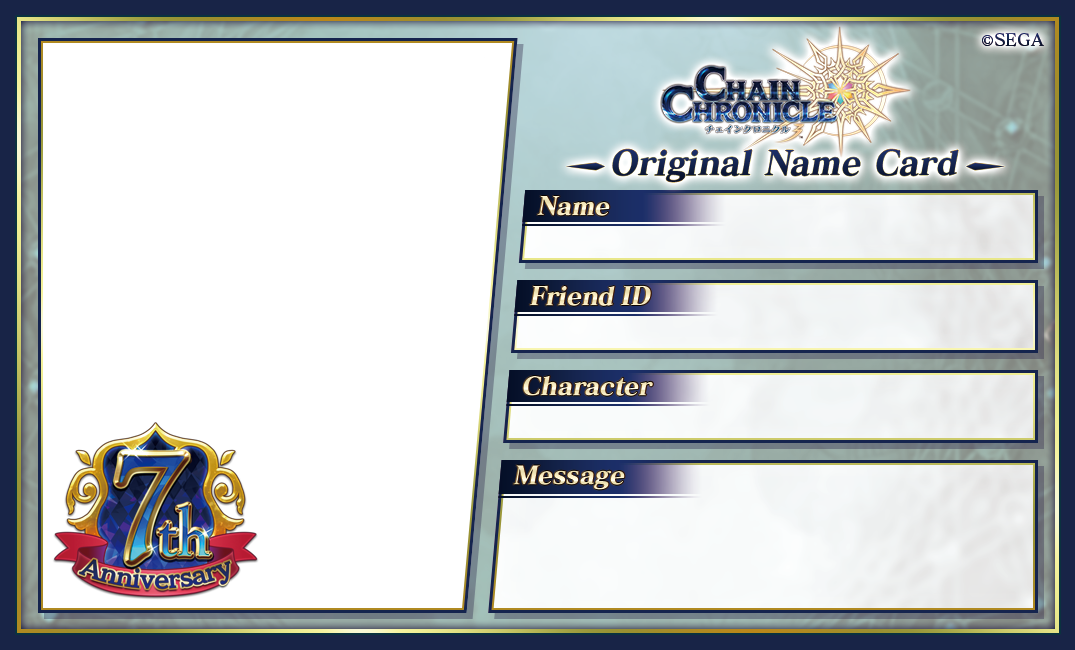 ©SEGA
CHAIN
CHRONICLE
チェインクロニクル
Original Name Card
Name
Friend ID
Character
Message
7th
Anniversary